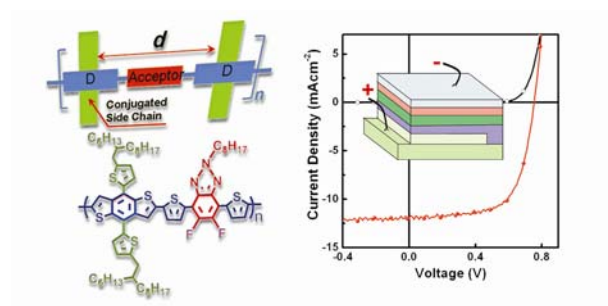 d
D
Acceptor
D
n
Conjugated
Side Chain
C₆H₁₃
C₈H₁₇
C₈H₁₇
N
N N
S
S
S
S
S
S
n
F
F
S
C₆H₁₃
C₈H₁₇
Current Density (mAcm⁻²)
5
0
-5
-10
-15
-
+
-0.4 0.0 0.4 0.8
Voltage (V)